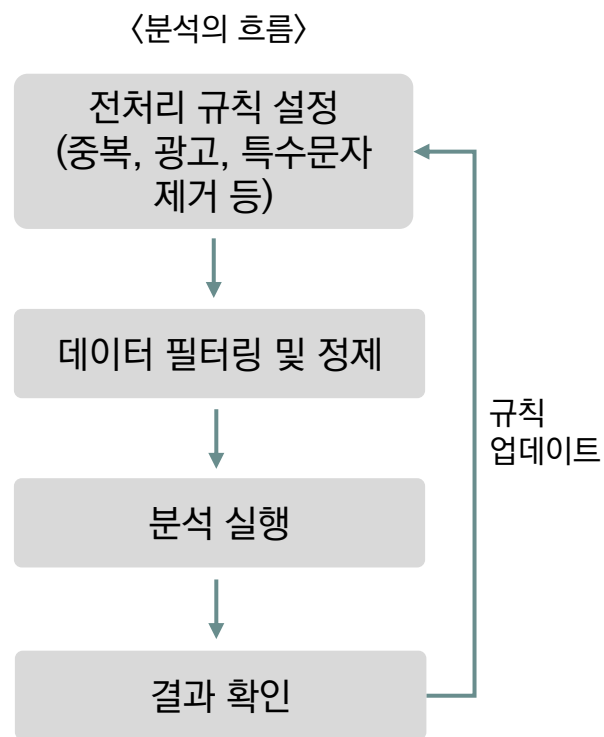 〈분석의 흐름〉
전처리 규칙 설정
(중복, 광고, 특수문자
제거 등)
데이터 필터링 및 정제
규칙
업데이트
분석 실행
결과 확인